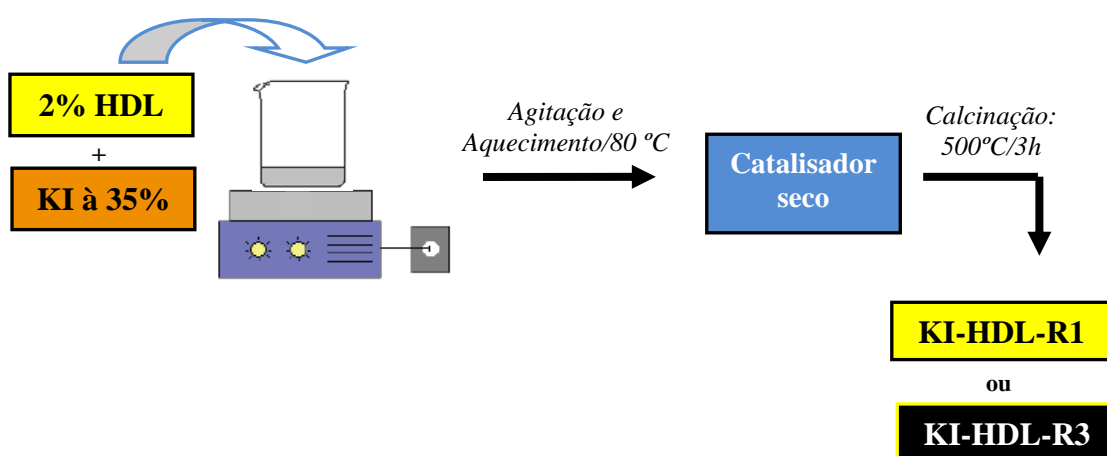 2% HDL
+
KI à 35%
Agitação e
Aquecimento/80 ºC
Catalisador
seco
Calcinação:
500ºC/3h
KI-HDL-R1
ou
KI-HDL-R3